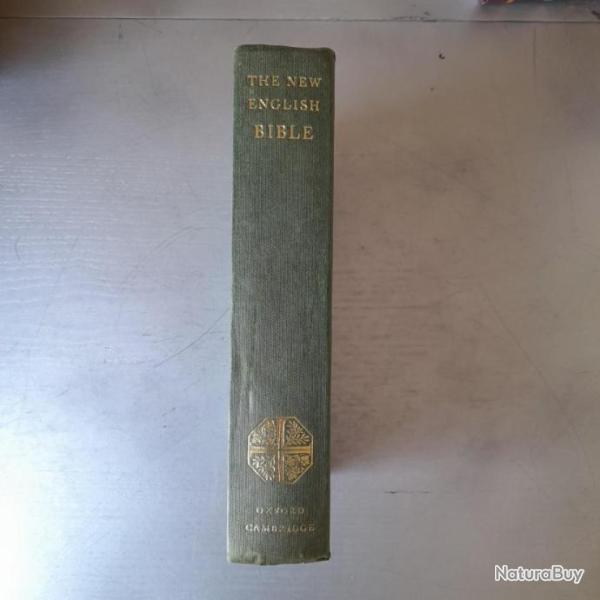 THE NEW
ENGLISH
BIBLE
OXFORD
CAMBRIDGE
NaturaBuy